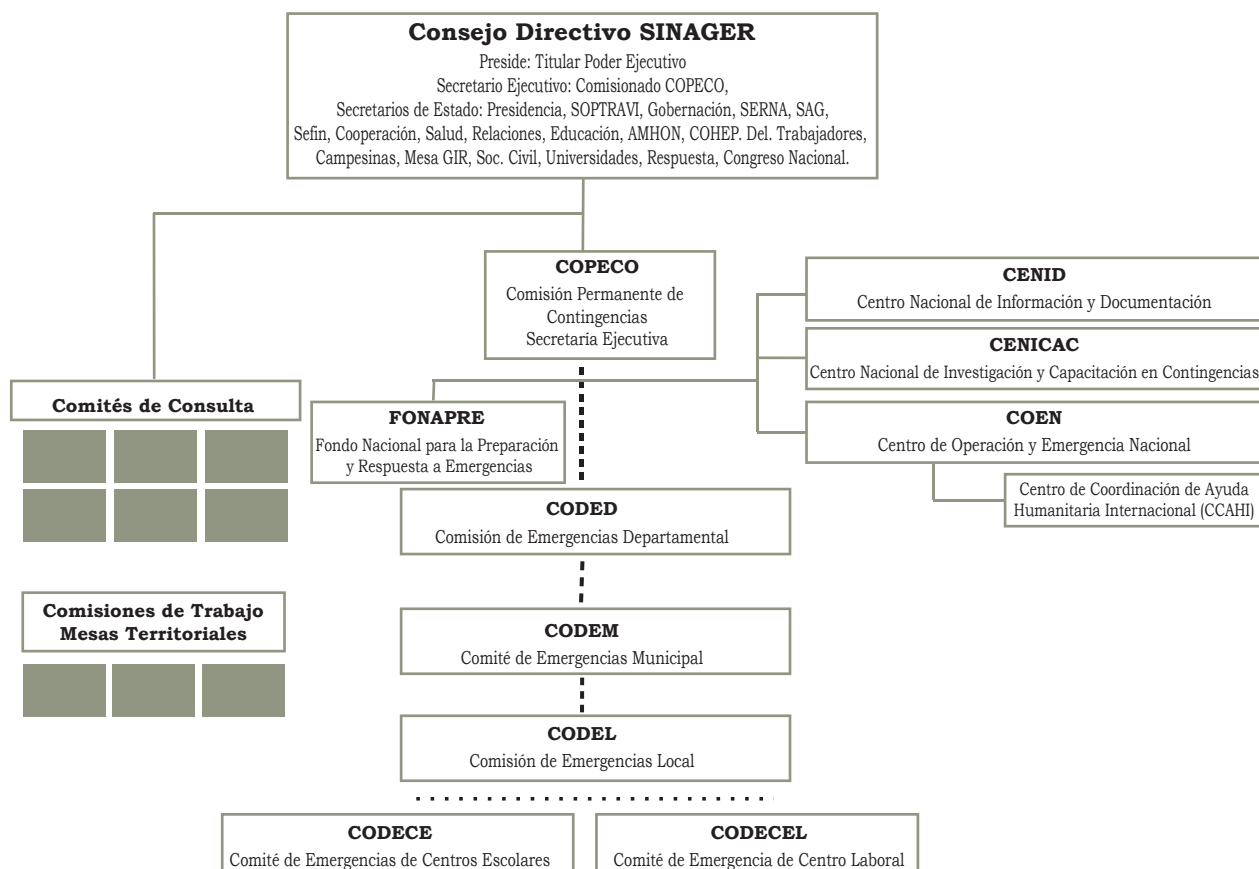 Consejo Directivo SINAGER
Preside: Titular Poder Ejecutivo
Secretario Ejecutivo: Comisionado COPECO,
Secretarios de Estado: Presidencia, SOPTRAVI, Gobernación, SERNA, SAG,
Sefin, Cooperación, Salud, Relaciones, Educación, AMHON, COHEP. Del. Trabajadores,
Campesinas, Mesa GIR, Soc. Civil, Universidades, Respuesta, Congreso Nacional.
COPECO
Comisión Permanente de
Contingencias
Secretaría Ejecutiva
CENID
Centro Nacional de Información y Documentación
CENICAC
Centro Nacional de Investigación y Capacitación en Contingencias
COEN
Centro de Operación y Emergencia Nacional
Centro de Coordinación de Ayuda
Humanitaria Internacional (CCAHI)
Comités de Consulta
FONAPRE
Fondo Nacional para la Preparación
y Respuesta a Emergencias
CODED
Comisión de Emergencias Departamental
Comisiones de Trabajo
Mesas Territoriales
CODEM
Comité de Emergencias Municipal
CODEL
Comisión de Emergencias Local
CODECE
Comité de Emergencias de Centros Escolares
CODECEL
Comité de Emergencia de Centro Laboral